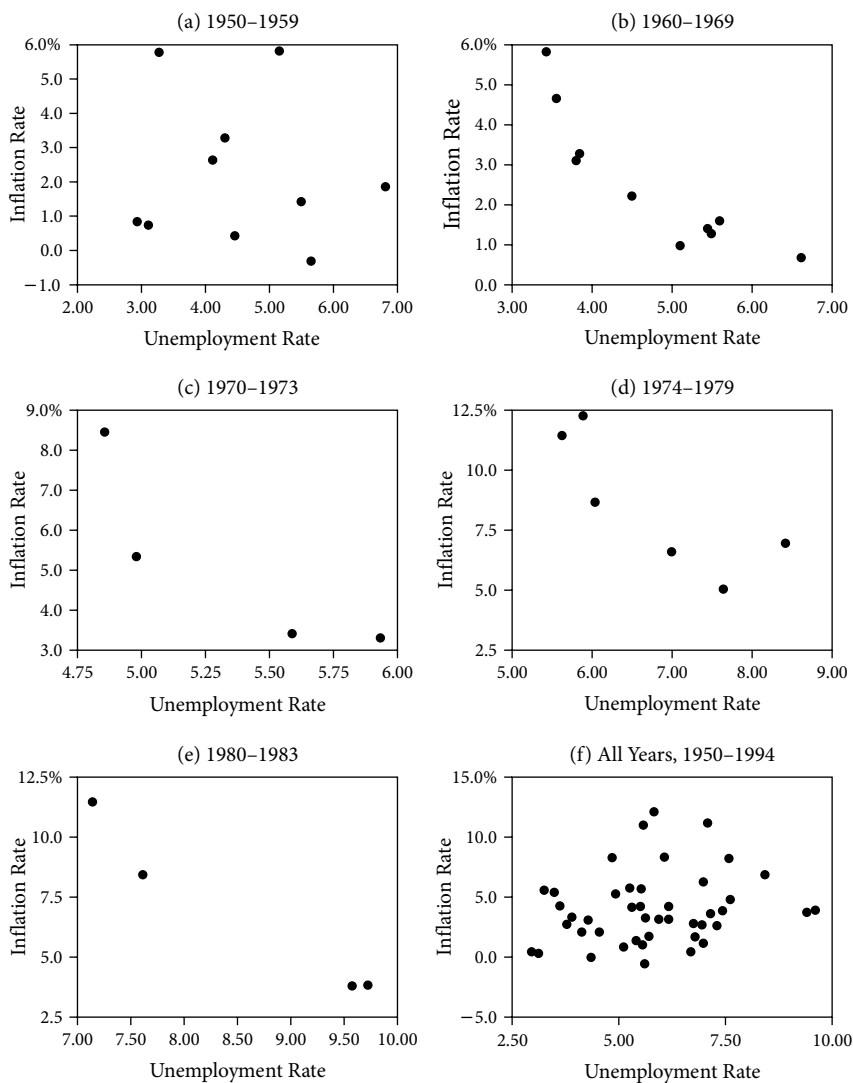 (a) 1950–1959
6.0%
5.0
4.0
3.0
2.0
1.0
0.0
−1.0
Inflation Rate
2.00 3.00 4.00 5.00 6.00 7.00
Unemployment Rate
(b) 1960–1969
6.0%
5.0
4.0
3.0
2.0
1.0
0.0
Inflation Rate
3.00 4.00 5.00 6.00 7.00
Unemployment Rate
(c) 1970–1973
9.0%
8.0
7.0
6.0
5.0
4.0
3.0
Inflation Rate
4.75 5.00 5.25 5.50 5.75 6.00
Unemployment Rate
(d) 1974–1979
12.5%
10.0
7.5
5.0
2.5
Inflation Rate
5.00 6.00 7.00 8.00 9.00
Unemployment Rate
(e) 1980–1983
12.5%
10.0
7.5
5.0
2.5
Inflation Rate
7.00 7.50 8.00 8.50 9.00 9.50 10.00
Unemployment Rate
(f) All Years, 1950–1994
15.0%
10.0
5.0
0.0
−5.0
Inflation Rate
2.50 5.00 7.50 10.00
Unemployment Rate